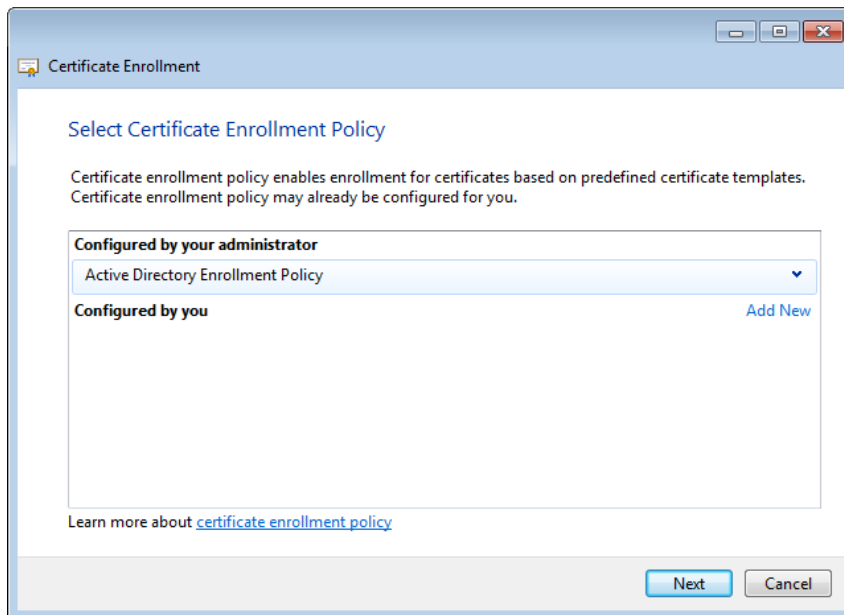 Certificate Enrollment
Select Certificate Enrollment Policy
Certificate enrollment policy enables enrollment for certificates based on predefined certificate templates.
Certificate enrollment policy may already be configured for you.
Configured by your administrator
Active Directory Enrollment Policy
Configured by you Add New
Learn more about certificate enrollment policy
Next Cancel